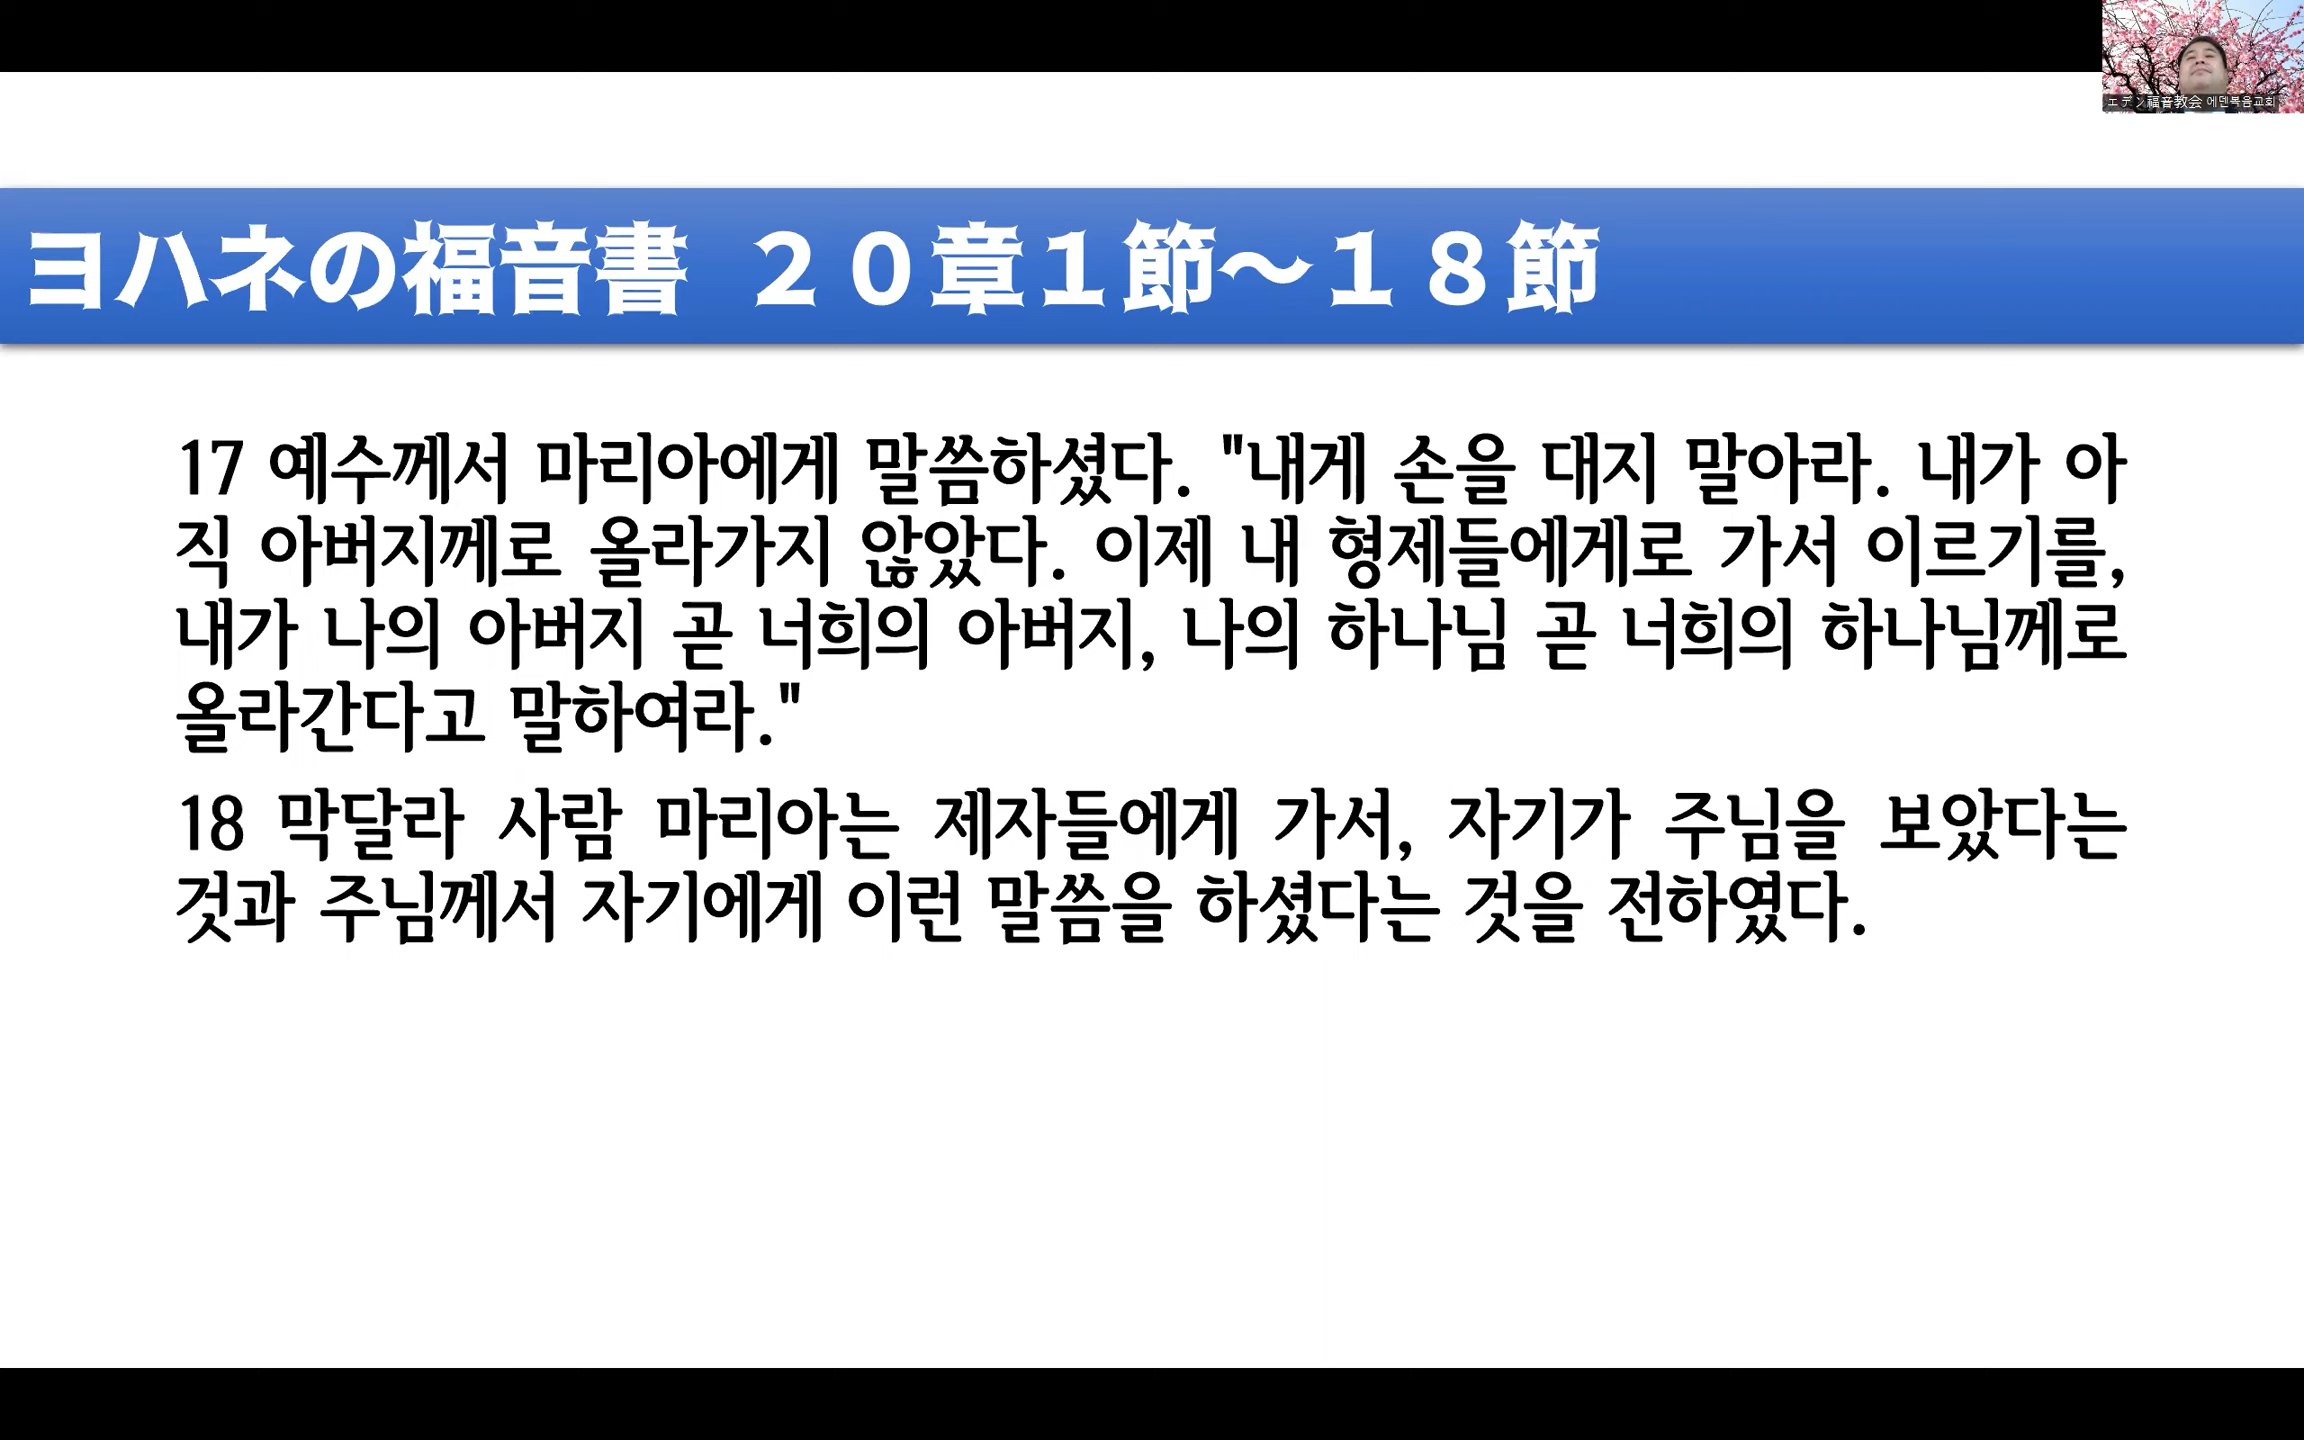 エデン福音教会 에덴복음교회
ヨハネの福音書 ２０章１節～１８節
17 예수께서 마리아에게 말씀하셨다. "내게 손을 대지 말아라. 내가 아
직 아버지께로 올라가지 않았다. 이제 내 형제들에게로 가서 이르기를,
내가 나의 아버지 곧 너희의 아버지, 나의 하나님 곧 너희의 하나님께로
올라간다고 말하여라."
18 막달라 사람 마리아는 제자들에게 가서, 자기가 주님을 보았다는
것과 주님께서 자기에게 이런 말씀을 하셨다는 것을 전하였다.